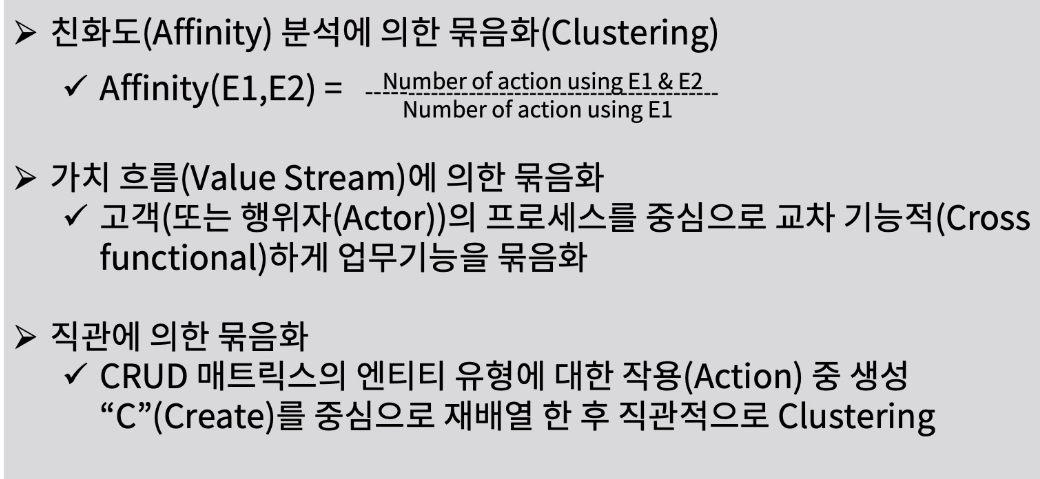 ➢ 친화도(Affinity) 분석에 의한 묶음화(Clustering)
✓ Affinity(E1,E2) = Number of action using E1 & E2
Number of action using E1
➢ 가치 흐름(Value Stream)에 의한 묶음화
✓ 고객(또는 행위자(Actor))의 프로세스를 중심으로 교차 기능적(Cross
functional)하게 업무기능을 묶음화
➢ 직관에 의한 묶음화
✓ CRUD 매트릭스의 엔티티 유형에 대한 작용(Action) 중 생성
“C”(Create)를 중심으로 재배열 한 후 직관적으로 Clustering